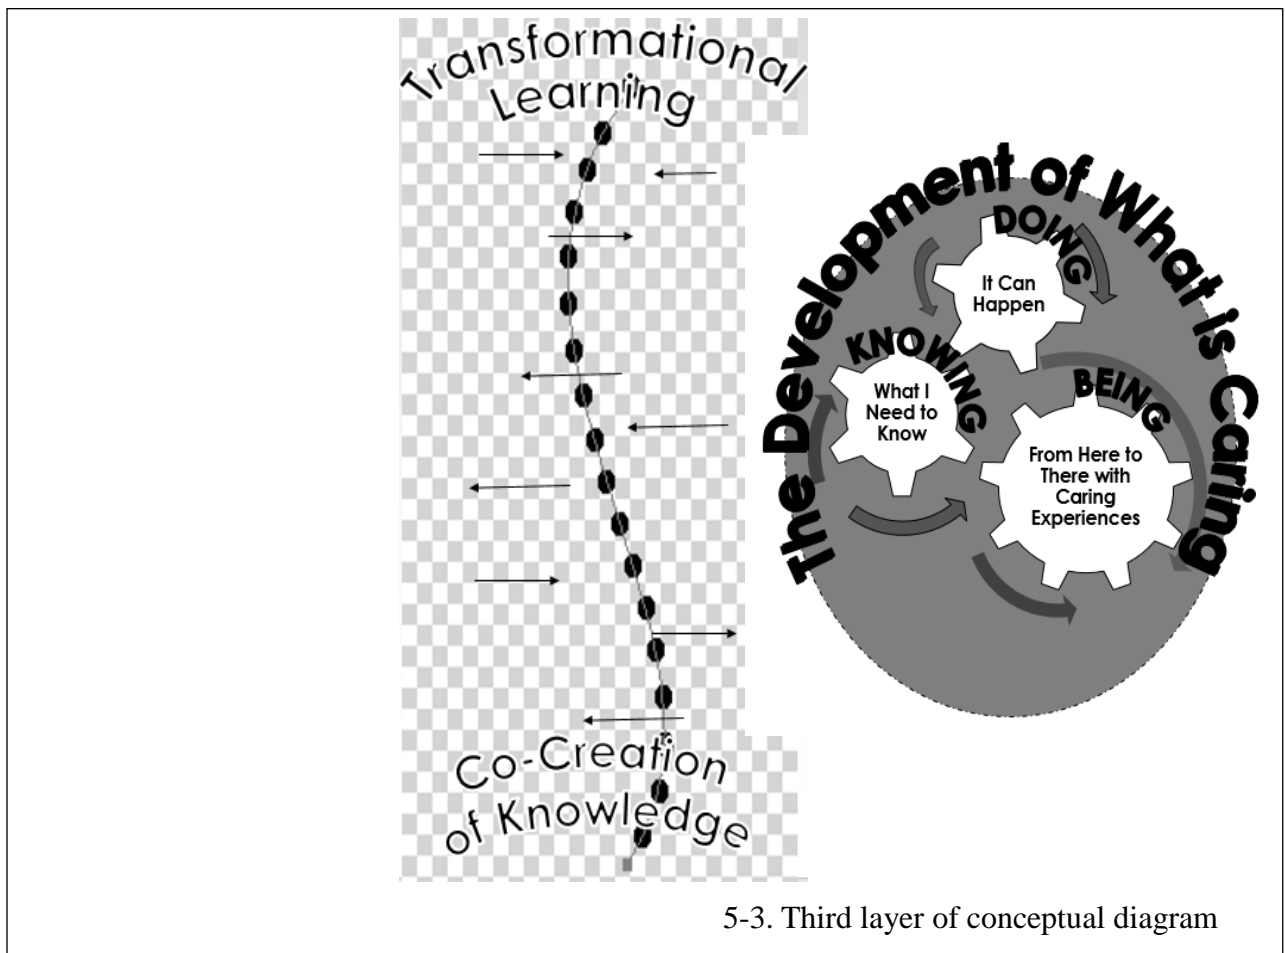 Transformational
Learning
The Development of What is Caring
DOING
It Can
Happen
KNOWING
What I
Need to
Know
BEING
From Here to
There with
Caring
Experiences
Co-Creation
of Knowledge
5-3. Third layer of conceptual diagram